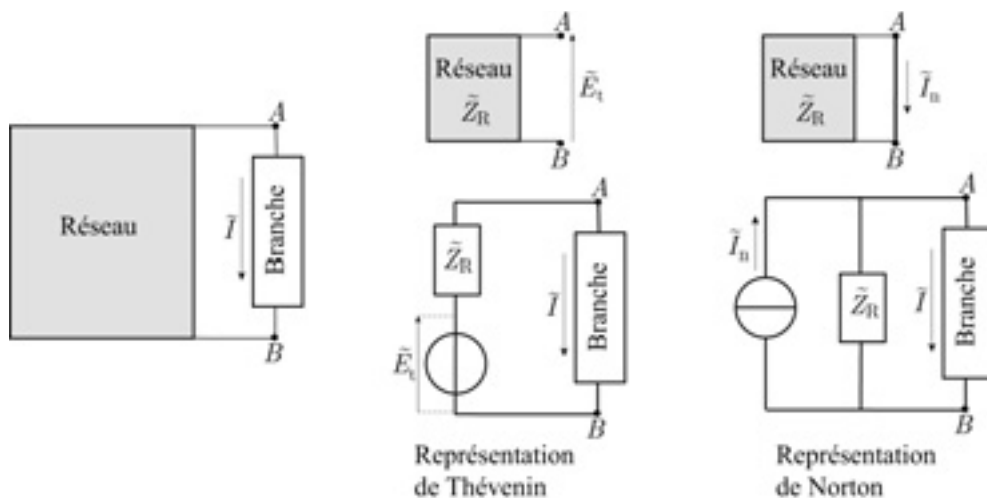 Réseau
A
Ĩ
Branche
B
Réseau
Z̃R
A
Ẽt
B
Z̃R
Ẽt
A
Ĩ
Branche
B
Représentation
de Thévenin
Réseau
Z̃R
A
Ĩn
B
Ĩn
Z̃R
A
Ĩ
Branche
B
Représentation
de Norton